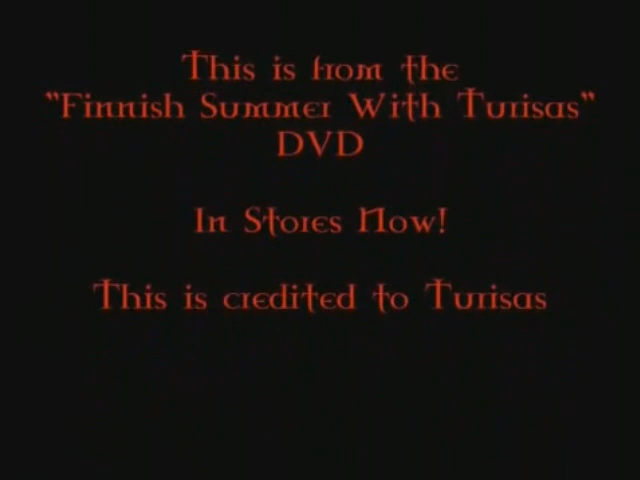 This is from the
"Finnish Summer With Turisas"
DVD
In Stores Now!
This is credited to Turisas